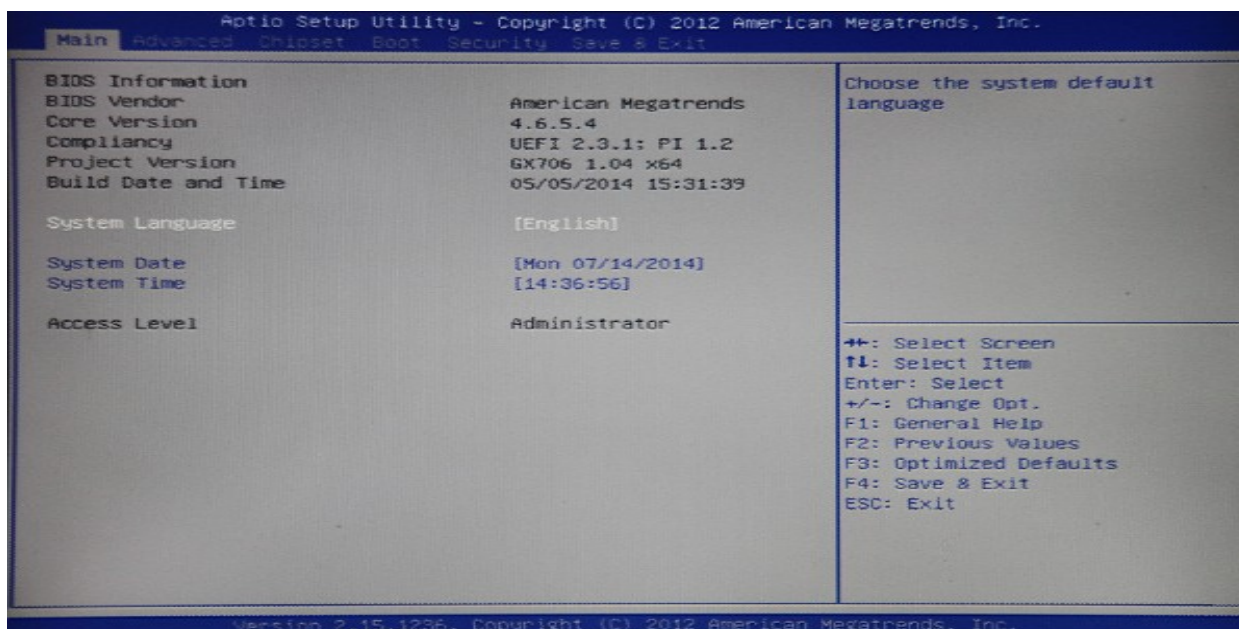 Aptio Setup Utility – Copyright (C) 2012 American Megatrends, Inc.
Main Advanced Chipset Boot Security Save & Exit
BIOS Information
BIOS Vendor American Megatrends
Core Version 4.6.5.4
Compliancy UEFI 2.3.1; PI 1.2
Project Version GX706 1.04 x64
Build Date and Time 05/05/2014 15:31:39
System Language [English]
System Date [Mon 07/14/2014]
System Time [14:36:56]
Access Level Administrator
Choose the system default
language
→←: Select Screen
↑↓: Select Item
Enter: Select
+/-: Change Opt.
F1: General Help
F2: Previous Values
F3: Optimized Defaults
F4: Save & Exit
ESC: Exit
Version 2.15.1236. Copyright (C) 2012 American Megatrends, Inc.